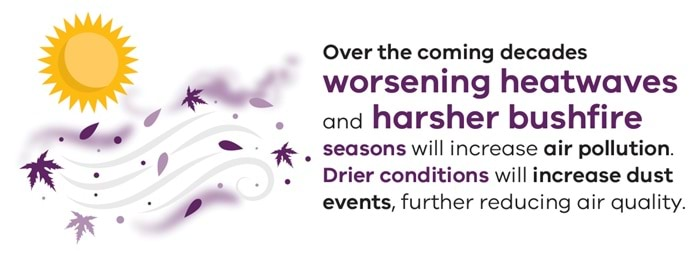 Over the coming decades
worsening heatwaves
and harsher bushfire
seasons will increase air pollution.
Drier conditions will increase dust
events, further reducing air quality.